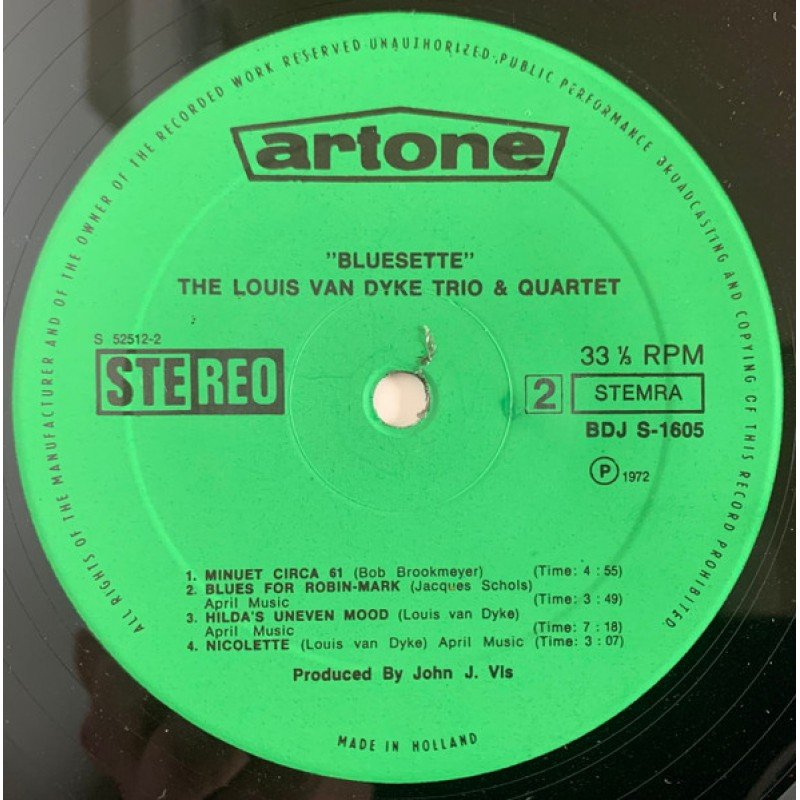 ALL RIGHTS OF THE MANUFACTURER AND OF THE OWNER OF THE RECORDED WORK RESERVED UNAUTHORIZED PUBLIC PERFORMANCE BROADCASTING AND COPYING OF THIS RECORD PROHIBITED
artone
"BLUESETTE"
THE LOUIS VAN DYKE TRIO & QUARTET
S 52512-2
STEREO
33 ⅓ RPM
2 STEMRA
BDJ S-1605
Ⓟ 1972
1. MINUET CIRCA 61 (Bob Brookmeyer) (Time: 4 : 55)
2. BLUES FOR ROBIN-MARK (Jacques Schols)
April Music (Time: 3 : 49)
3. HILDA'S UNEVEN MOOD (Louis van Dyke)
April Music (Time: 7 : 18)
4. NICOLETTE (Louis van Dyke) April Music (Time: 3 : 07)
Produced By John J. Vis
MADE IN HOLLAND